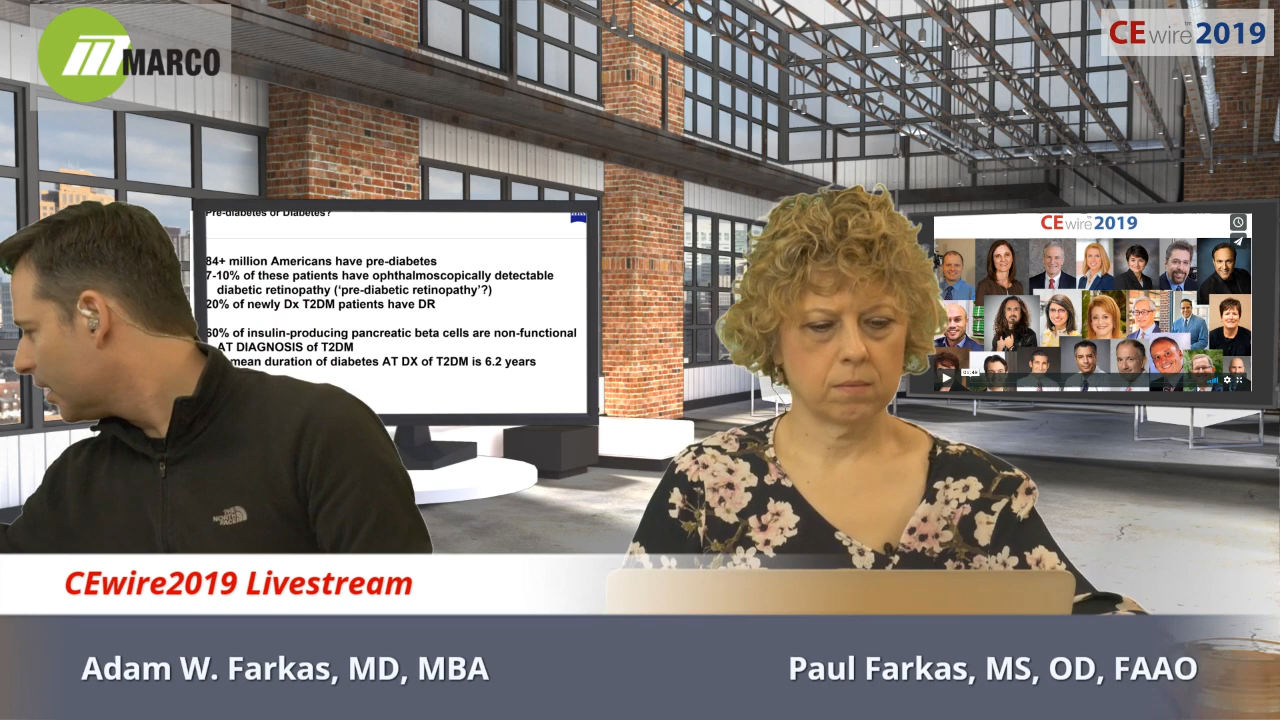 MARCO
CEwire™2019
Pre-diabetes or Diabetes?
84+ million Americans have pre-diabetes
7-10% of these patients have ophthalmoscopically detectable
diabetic retinopathy ('pre-diabetic retinopathy'?)
20% of newly Dx T2DM patients have DR
60% of insulin-producing pancreatic beta cells are non-functional
AT DIAGNOSIS of T2DM
mean duration of diabetes AT DX of T2DM is 6.2 years
CEwire™2019
THE
NORTH
FACE
CEwire2019 Livestream
Adam W. Farkas, MD, MBA
Paul Farkas, MS, OD, FAAO